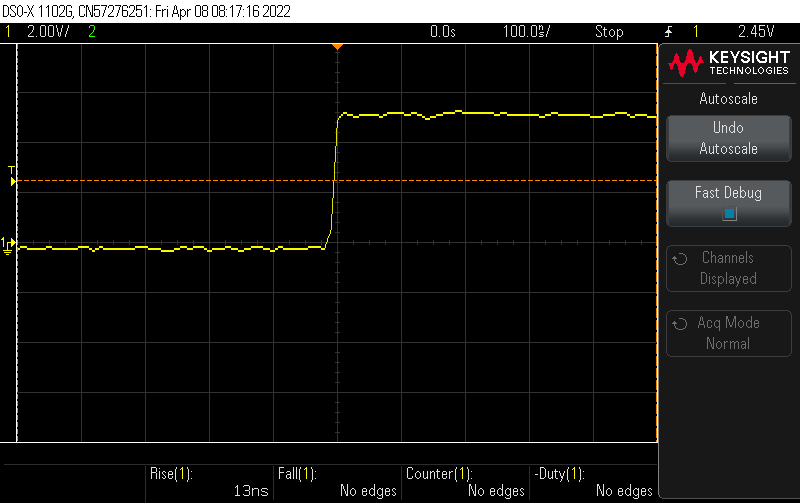 DSO-X 1102G, CN57276251: Fri Apr 08 08:17:16 2022
1 2.00V/ 2 0.0s 100.0s/ Stop 1 2.45V
KEYSIGHT
TECHNOLOGIES
Autoscale
Undo
Autoscale
T
Fast Debug
1
Channels
Displayed
Acq Mode
Normal
Rise(1): Fall(1): Counter(1): -Duty(1):
13ns No edges No edges No edges